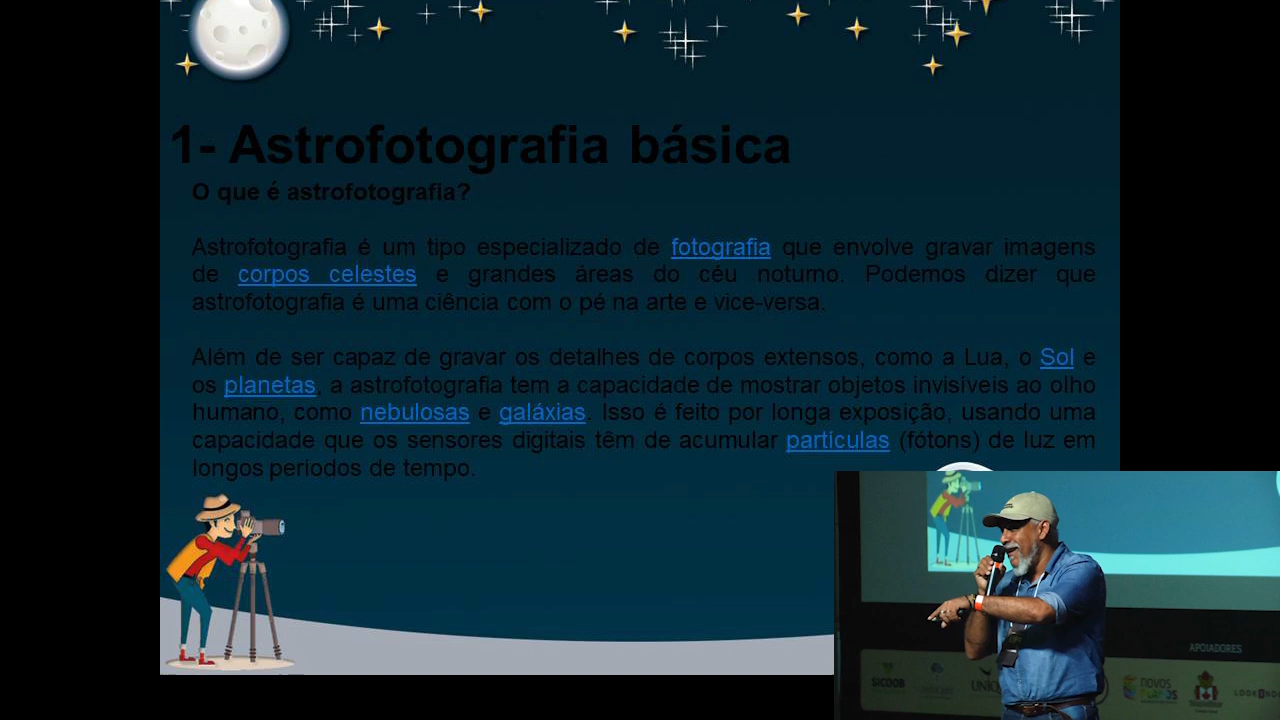 1- Astrofotografia básica
O que é astrofotografia?
Astrofotografia é um tipo especializado de fotografia que envolve gravar imagens
de corpos celestes e grandes áreas do céu noturno. Podemos dizer que
astrofotografia é uma ciência com o pé na arte e vice-versa.
Além de ser capaz de gravar os detalhes de corpos extensos, como a Lua, o Sol e
os planetas, a astrofotografia tem a capacidade de mostrar objetos invisíveis ao olho
humano, como nebulosas e galáxias. Isso é feito por longa exposição, usando uma
capacidade que os sensores digitais têm de acumular partículas (fótons) de luz em
longos períodos de tempo.
APOIADORES
SICOOB
NOVOS